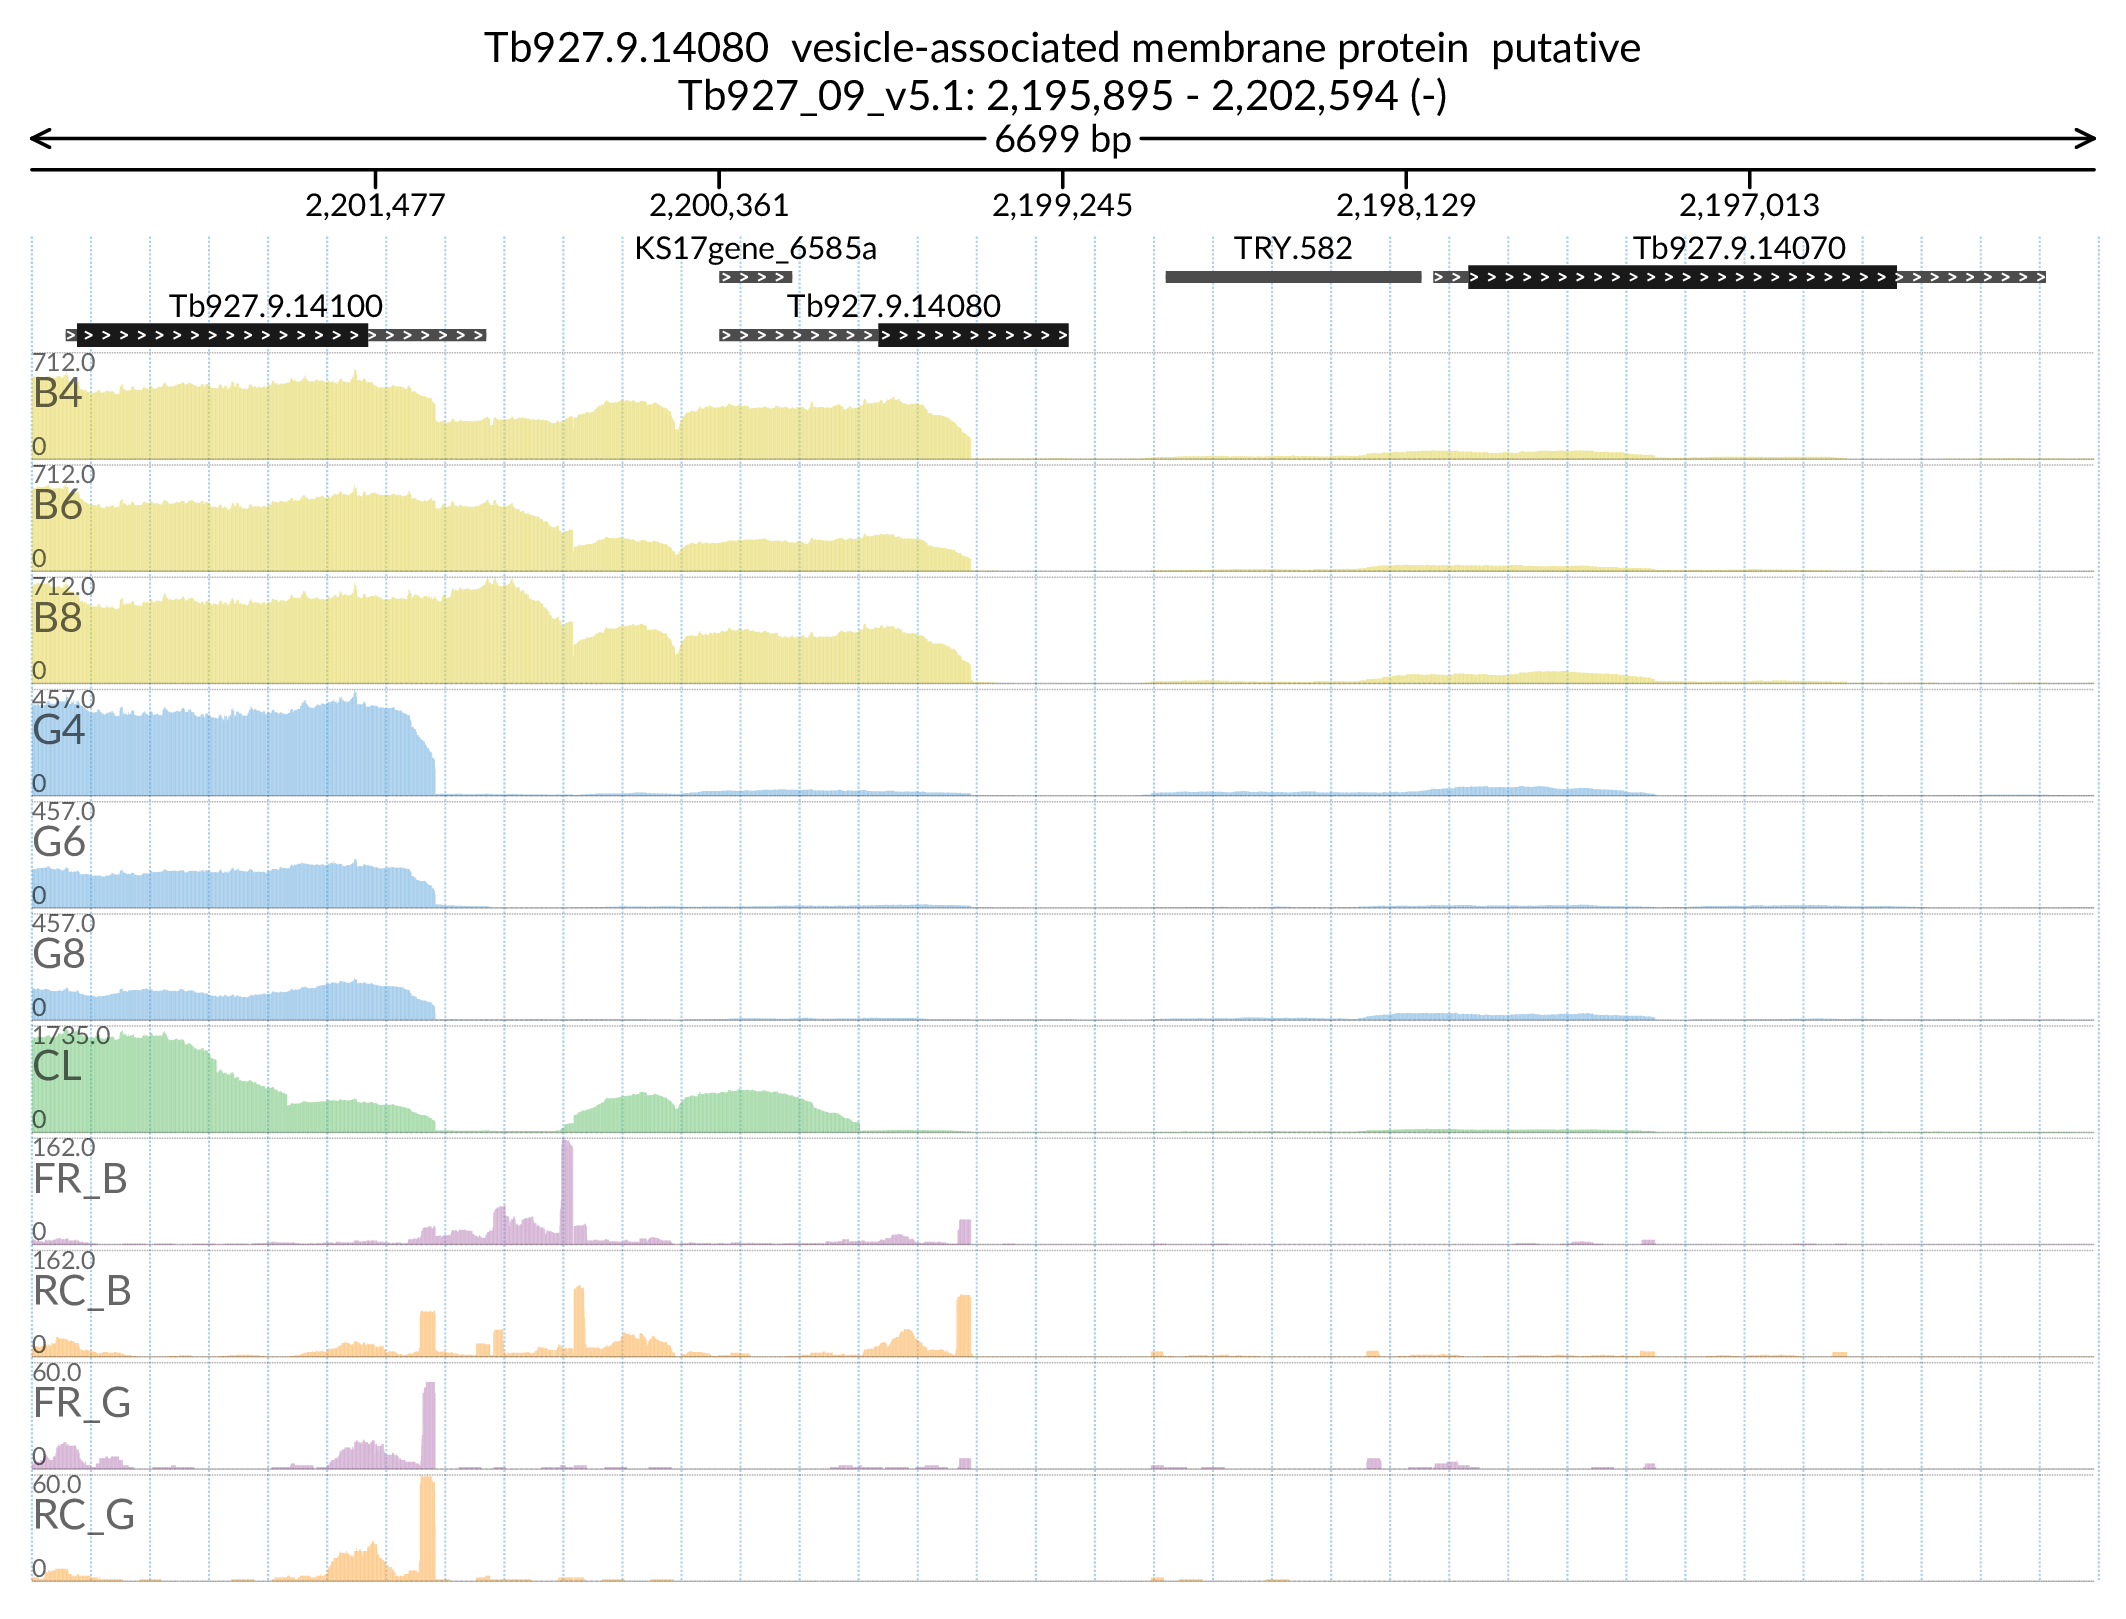 Tb927.9.14080  vesicle-associated membrane protein  putative
Tb927_09_v5.1: 2,195,895 - 2,202,594 (-)
6699 bp
2,201,477 2,200,361 2,199,245 2,198,129 2,197,013
KS17gene_6585a TRY.582 Tb927.9.14070
Tb927.9.14100 Tb927.9.14080
712.0
B4
0
712.0
B6
0
712.0
B8
0
457.0
G4
0
457.0
G6
0
457.0
G8
0
1735.0
CL
0
162.0
FR_B
0
162.0
RC_B
0
60.0
FR_G
0
60.0
RC_G
0